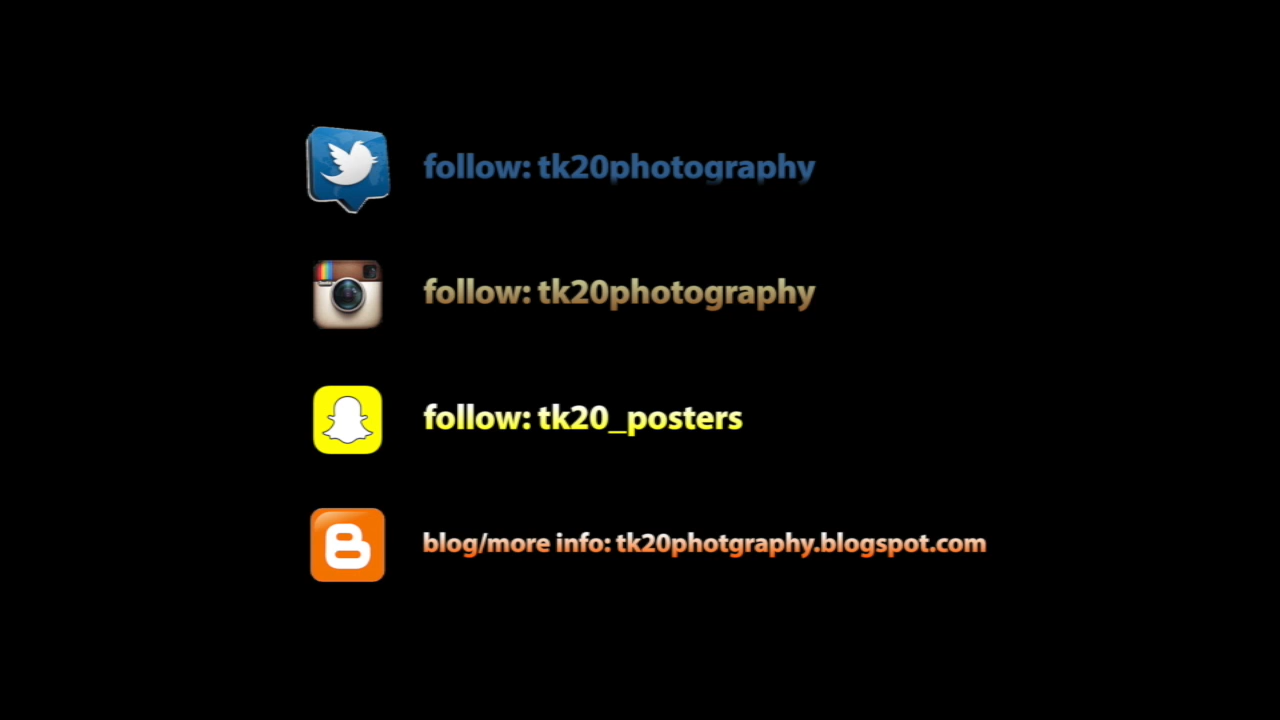 follow: tk20photography
follow: tk20photography
follow: tk20_posters
blog/more info: tk20photgraphy.blogspot.com